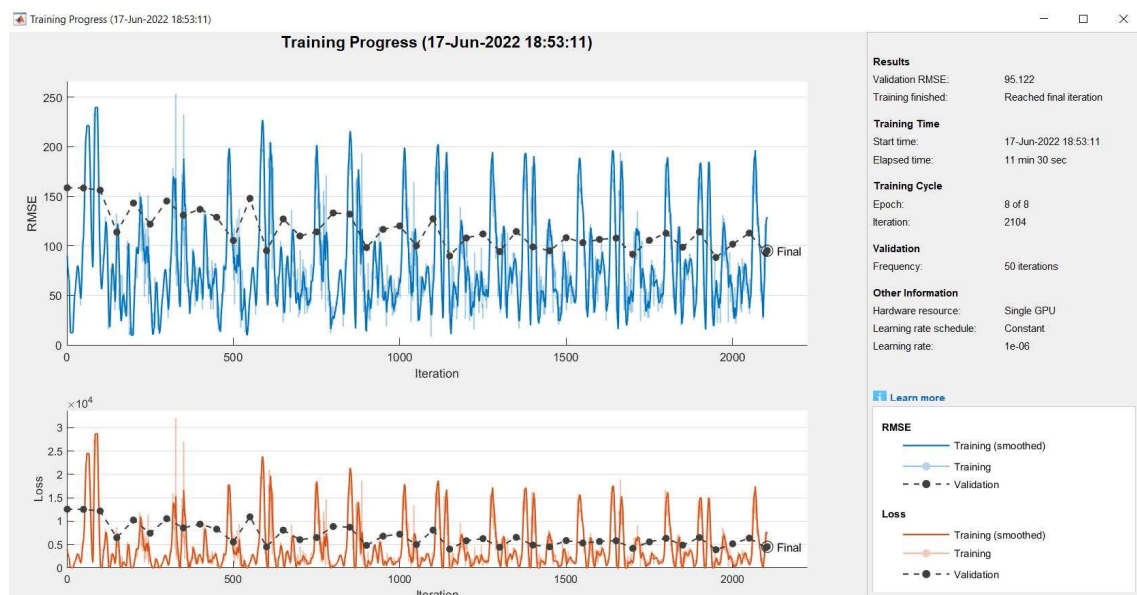 Training Progress (17-Jun-2022 18:53:11)
Training Progress (17-Jun-2022 18:53:11)
250
200
150
100
50
0
RMSE
0 500 1000 1500 2000
Iteration
Final
×10⁴
3
2.5
2
1.5
1
0.5
0
Loss
0 500 1000 1500 2000
Iteration
Final
Results
Validation RMSE: 95.122
Training finished: Reached final iteration
Training Time
Start time: 17-Jun-2022 18:53:11
Elapsed time: 11 min 30 sec
Training Cycle
Epoch: 8 of 8
Iteration: 2104
Validation
Frequency: 50 iterations
Other Information
Hardware resource: Single GPU
Learning rate schedule: Constant
Learning rate: 1e-06
i Learn more
RMSE
Training (smoothed)
Training
Validation
Loss
Training (smoothed)
Training
Validation